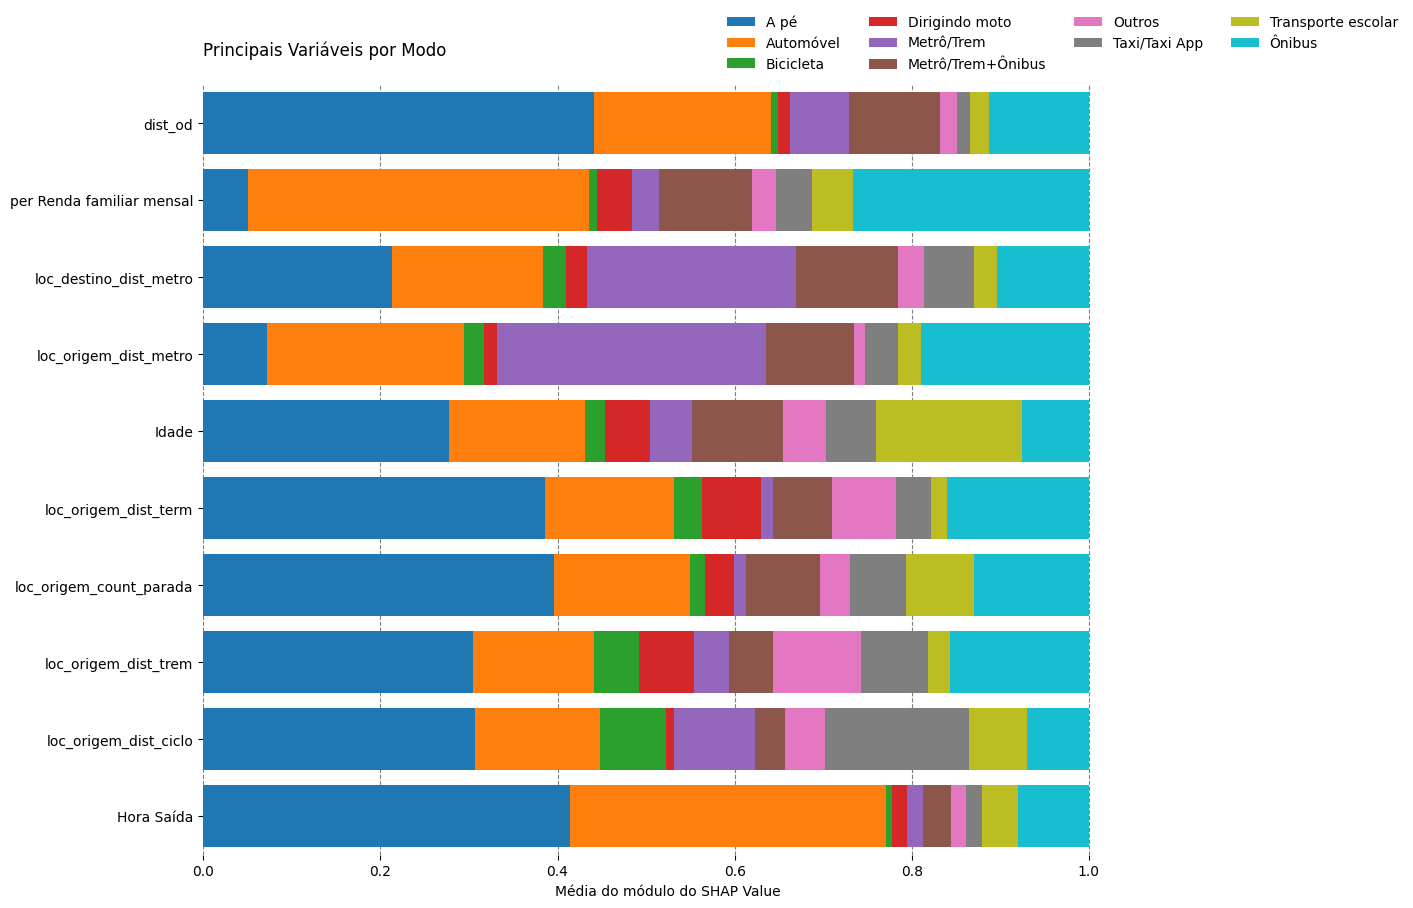 Principais Variáveis por Modo
A pé
Automóvel
Bicicleta
Dirigindo moto
Metrô/Trem
Metrô/Trem+Ônibus
Outros
Taxi/Taxi App
Transporte escolar
Ônibus
dist_od
per Renda familiar mensal
loc_destino_dist_metro
loc_origem_dist_metro
Idade
loc_origem_dist_term
loc_origem_count_parada
loc_origem_dist_trem
loc_origem_dist_ciclo
Hora Saída
0.0 0.2 0.4 0.6 0.8 1.0
Média do módulo do SHAP Value